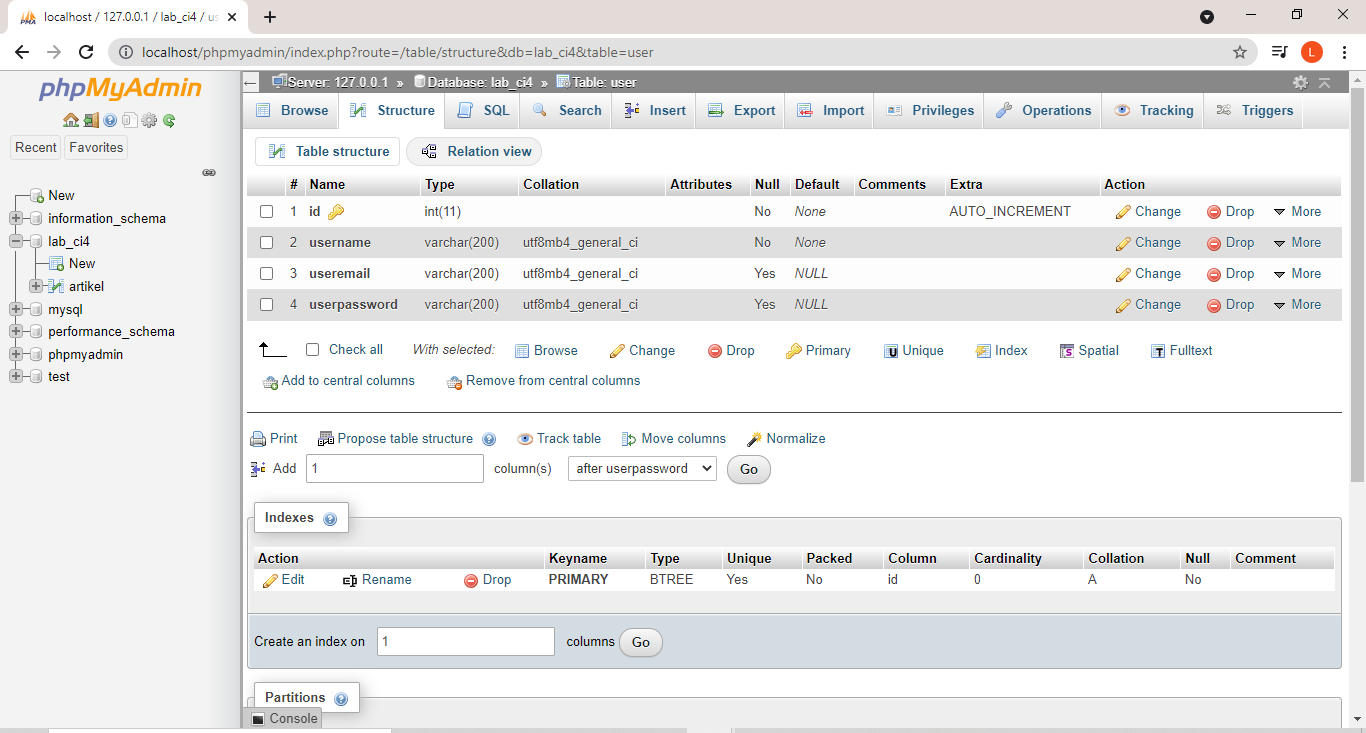 localhost / 127.0.0.1 / lab_ci4 / us
localhost/phpmyadmin/index.php?route=/table/structure&db=lab_ci4&table=user
L
phpMyAdmin
Recent Favorites
New
information_schema
lab_ci4
New
artikel
mysql
performance_schema
phpmyadmin
test
Server: 127.0.0.1 » Database: lab_ci4 » Table: user
Browse Structure SQL Search Insert Export Import Privileges Operations Tracking Triggers
Table structure Relation view
# Name Type Collation Attributes Null Default Comments Extra Action
1 id int(11) No None AUTO_INCREMENT Change Drop More
2 username varchar(200) utf8mb4_general_ci No None Change Drop More
3 useremail varchar(200) utf8mb4_general_ci Yes NULL Change Drop More
4 userpassword varchar(200) utf8mb4_general_ci Yes NULL Change Drop More
Check all With selected: Browse Change Drop Primary Unique Index Spatial Fulltext
Add to central columns Remove from central columns
Print Propose table structure Track table Move columns Normalize
Add 1 column(s) after userpassword Go
Indexes
Action Keyname Type Unique Packed Column Cardinality Collation Null Comment
Edit Rename Drop PRIMARY BTREE Yes No id 0 A No
Create an index on 1 columns Go
Partitions
Console